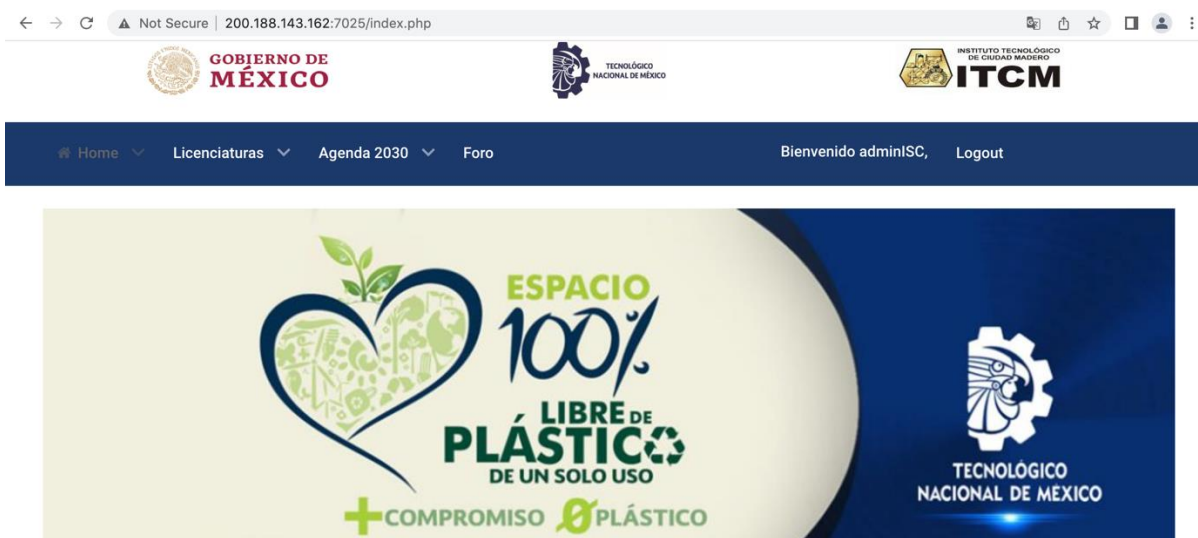 Not Secure | 200.188.143.162:7025/index.php
GOBIERNO DE
MÉXICO
TECNOLÓGICO
NACIONAL DE MÉXICO
INSTITUTO TECNOLÓGICO
DE CIUDAD MADERO
ITCM
Home Licenciaturas Agenda 2030 Foro Bienvenido adminISC, Logout
ESPACIO
100%
LIBRE DE
PLÁSTICO
DE UN SOLO USO
+COMPROMISO 0 PLÁSTICO
TECNOLÓGICO
NACIONAL DE MÉXICO